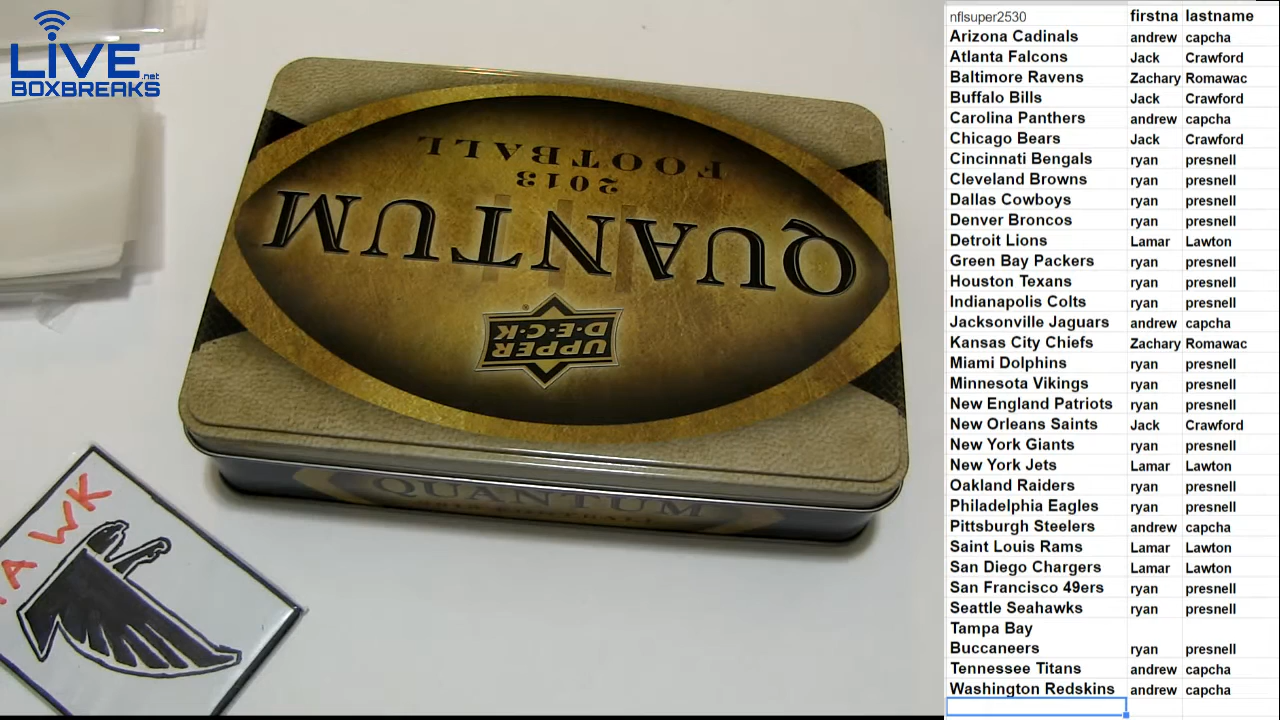 LIVE.net
BOXBREAKS
FOOTBALL
2013
QUANTUM
UPPER
D·E·C·K
QUANTUM
2013 FOOTBALL
AWK
nflsuper2530 firstna lastname
Arizona Cadinals andrew capcha
Atlanta Falcons Jack Crawford
Baltimore Ravens Zachary Romawac
Buffalo Bills Jack Crawford
Carolina Panthers andrew capcha
Chicago Bears Jack Crawford
Cincinnati Bengals ryan presnell
Cleveland Browns ryan presnell
Dallas Cowboys ryan presnell
Denver Broncos ryan presnell
Detroit Lions Lamar Lawton
Green Bay Packers ryan presnell
Houston Texans ryan presnell
Indianapolis Colts ryan presnell
Jacksonville Jaguars andrew capcha
Kansas City Chiefs Zachary Romawac
Miami Dolphins ryan presnell
Minnesota Vikings ryan presnell
New England Patriots ryan presnell
New Orleans Saints Jack Crawford
New York Giants ryan presnell
New York Jets Lamar Lawton
Oakland Raiders ryan presnell
Philadelphia Eagles ryan presnell
Pittsburgh Steelers andrew capcha
Saint Louis Rams Lamar Lawton
San Diego Chargers Lamar Lawton
San Francisco 49ers ryan presnell
Seattle Seahawks ryan presnell
Tampa Bay
Buccaneers ryan presnell
Tennessee Titans andrew capcha
Washington Redskins andrew capcha